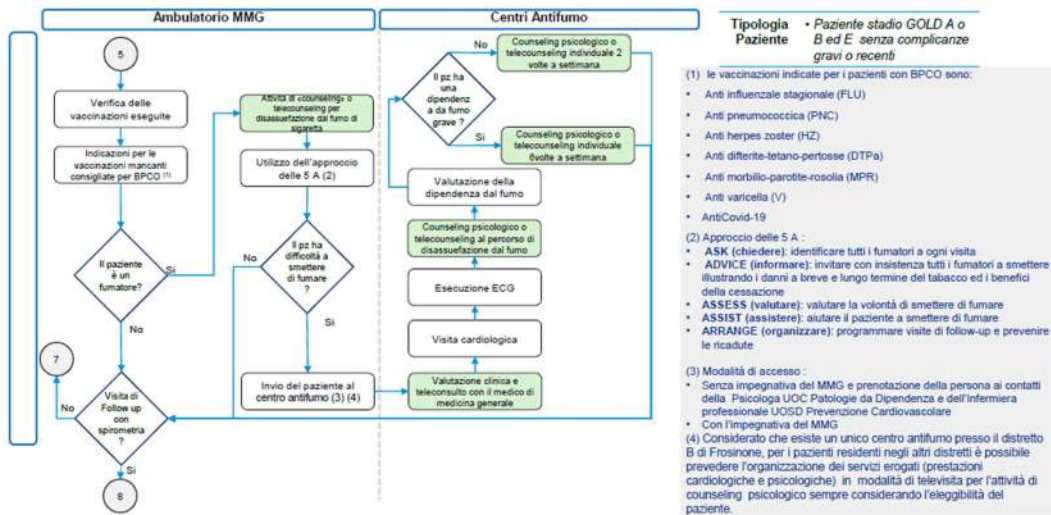 Ambulatorio MMG
Centri Antifumo
5
Verifica delle
vaccinazioni eseguite
Indicazioni per le
vaccinazioni mancanti
consigliate per BPCO (1)
Il paziente
è un
fumatore?
Si
No
7
No
Visita di
Follow up
con
spirometria
?
Si
8
Attività di «counseling» o
telecounseling per
disassuefazione dal fumo di
sigaretta
Utilizzo dell'approccio
delle 5 A (2)
No
Il pz ha
difficoltà a
smettere
di fumare
?
Si
Invio del paziente al
centro antifumo (3) (4)
No
Il pz ha
una
dipendenz
a da fumo
grave ?
Si
Counseling psicologico o
telecounseling individuale 2
volte a settimana
Counseling psicologico o
telecounseling individuale
6volte a settimana
Valutazione della
dipendenza dal fumo
Counseling psicologico o
telecounseling al percorso di
disassuefazione dal fumo
Esecuzione ECG
Visita cardiologica
Valutazione clinica e
teleconsulto con il medico di
medicina generale
Tipologia
Paziente
• Paziente stadio GOLD A o
B ed E senza complicanze
gravi o recenti
(1) le vaccinazioni indicate per i pazienti con BPCO sono:
• Anti influenzale stagionale (FLU)
• Anti pneumococcica (PNC)
• Anti herpes zoster (HZ)
• Anti difterite-tetano-pertosse (DTPa)
• Anti morbillo-parotite-rosolia (MPR)
• Anti varicella (V)
• AntiCovid-19
(2) Approccio delle 5 A :
• ASK (chiedere): identificare tutti i fumatori a ogni visita
• ADVICE (informare): invitare con insistenza tutti i fumatori a smettere
illustrando i danni a breve e lungo termine del tabacco ed i benefici
della cessazione
• ASSESS (valutare): valutare la volontà di smettere di fumare
• ASSIST (assistere): aiutare il paziente a smettere di fumare
• ARRANGE (organizzare): programmare visite di follow-up e prevenire
le ricadute
(3) Modalità di accesso :
• Senza impegnativa del MMG e prenotazione della persona ai contatti
della Psicologa UOC Patologie da Dipendenza e dell'Infermiera
professionale UOSD Prevenzione Cardiovascolare
• Con l'impegnativa del MMG
(4) Considerato che esiste un unico centro antifumo presso il distretto
B di Frosinone, per i pazienti residenti negli altri distretti è possibile
prevedere l'organizzazione dei servizi erogati (prestazioni
cardiologiche e psicologiche) in modalità di televisita per l'attività di
counseling psicologico sempre considerando l'eleggibilità del
paziente.